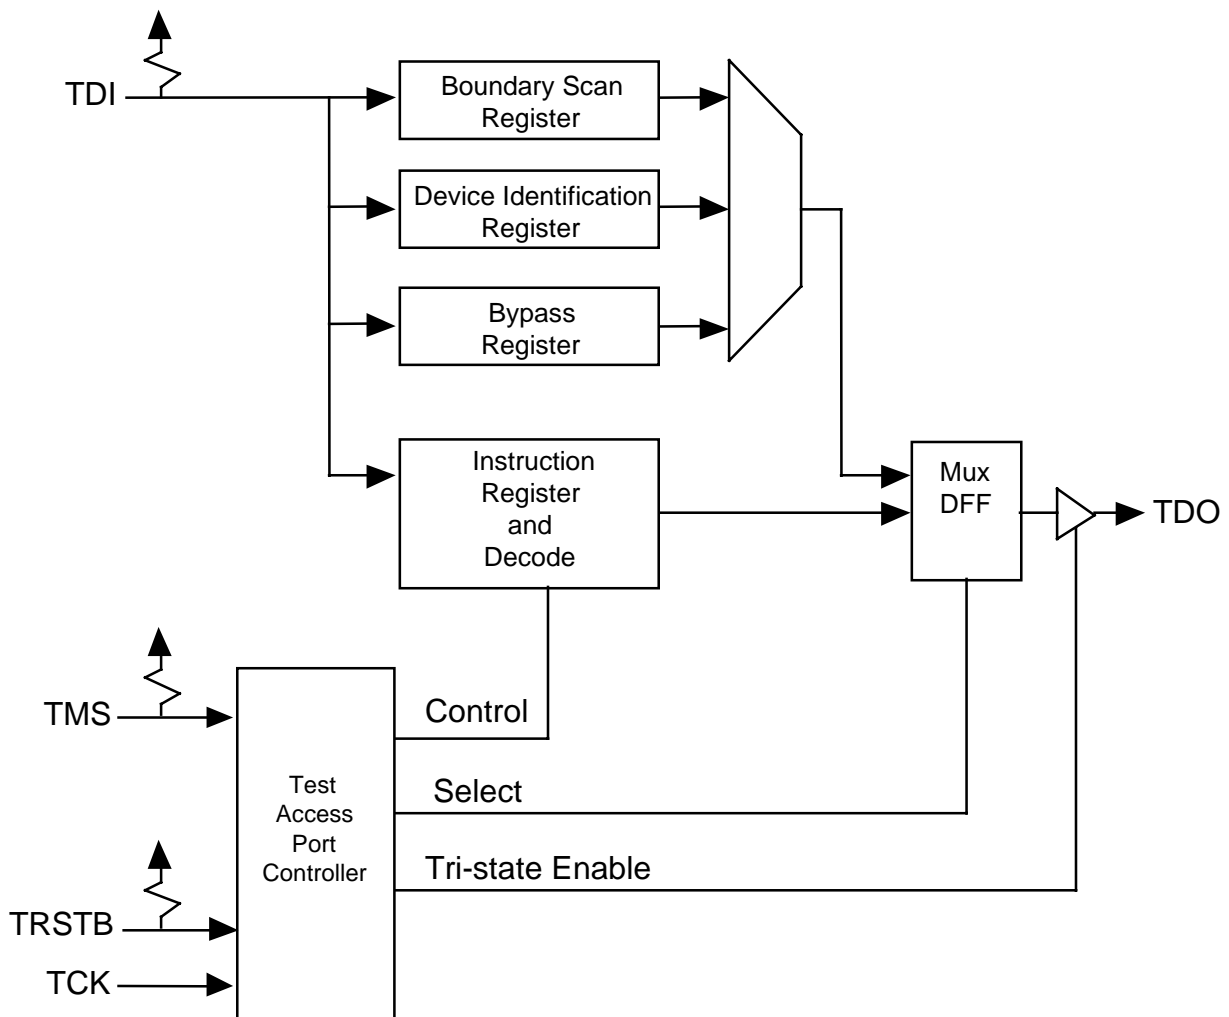 TDI
Boundary Scan
Register
Device Identification
Register
Bypass
Register
Instruction
Register
and
Decode
Mux
DFF
TDO
TMS
Control
Select
Test
Access
Port
Controller
Tri-state Enable
TRSTB
TCK